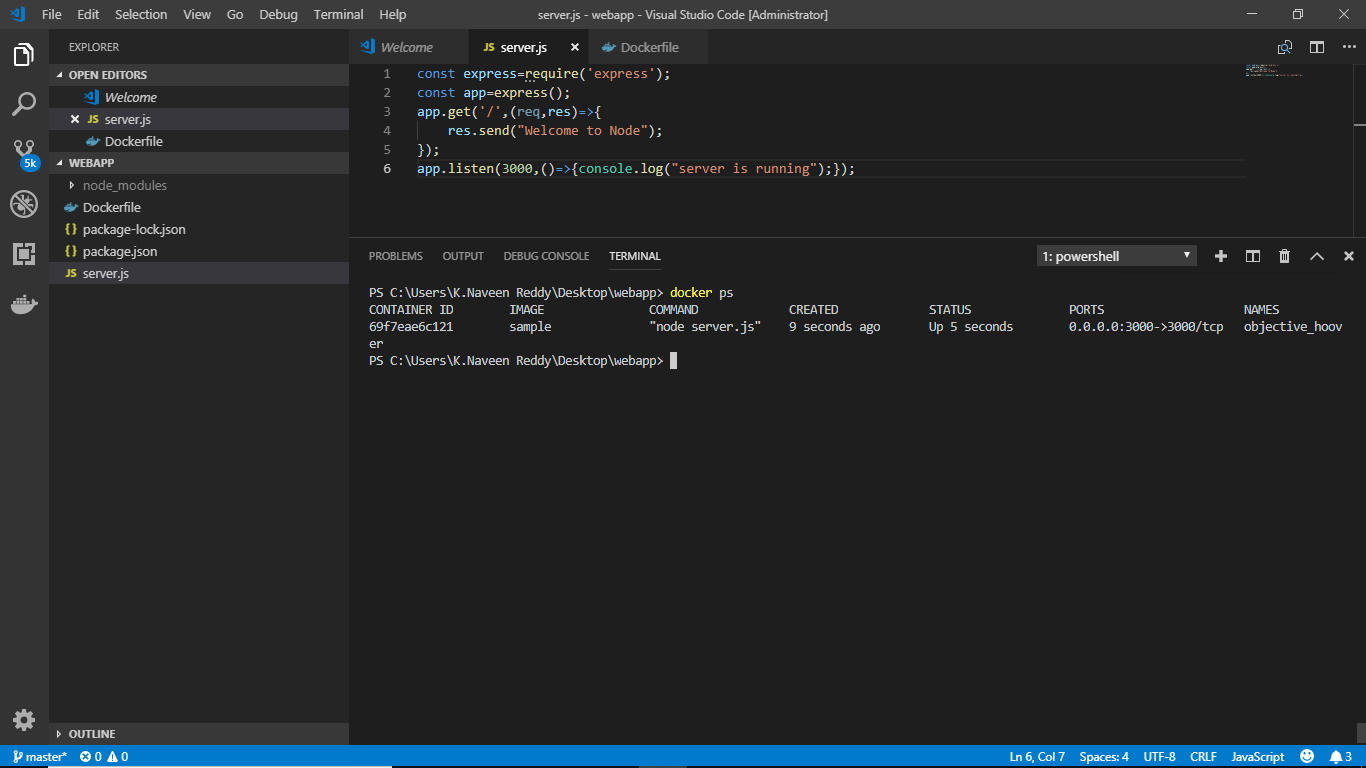 File Edit Selection View Go Debug Terminal Help server.js - webapp - Visual Studio Code [Administrator]
EXPLORER
OPEN EDITORS
Welcome
JS server.js
Dockerfile
WEBAPP
node_modules
Dockerfile
{} package-lock.json
{} package.json
JS server.js
5k
OUTLINE
Welcome JS server.js Dockerfile
1 const express=require('express');
2 const app=express();
3 app.get('/',(req,res)=>{
4 res.send("Welcome to Node");
5 });
6 app.listen(3000,()=>{console.log("server is running");});
PROBLEMS OUTPUT DEBUG CONSOLE TERMINAL 1: powershell
PS C:\Users\K.Naveen Reddy\Desktop\webapp> docker ps
CONTAINER ID IMAGE COMMAND CREATED STATUS PORTS NAMES
69f7eae6c121 sample "node server.js" 9 seconds ago Up 5 seconds 0.0.0.0:3000->3000/tcp objective_hoov
er
PS C:\Users\K.Naveen Reddy\Desktop\webapp>
master* 0 0 Ln 6, Col 7 Spaces: 4 UTF-8 CRLF JavaScript 3